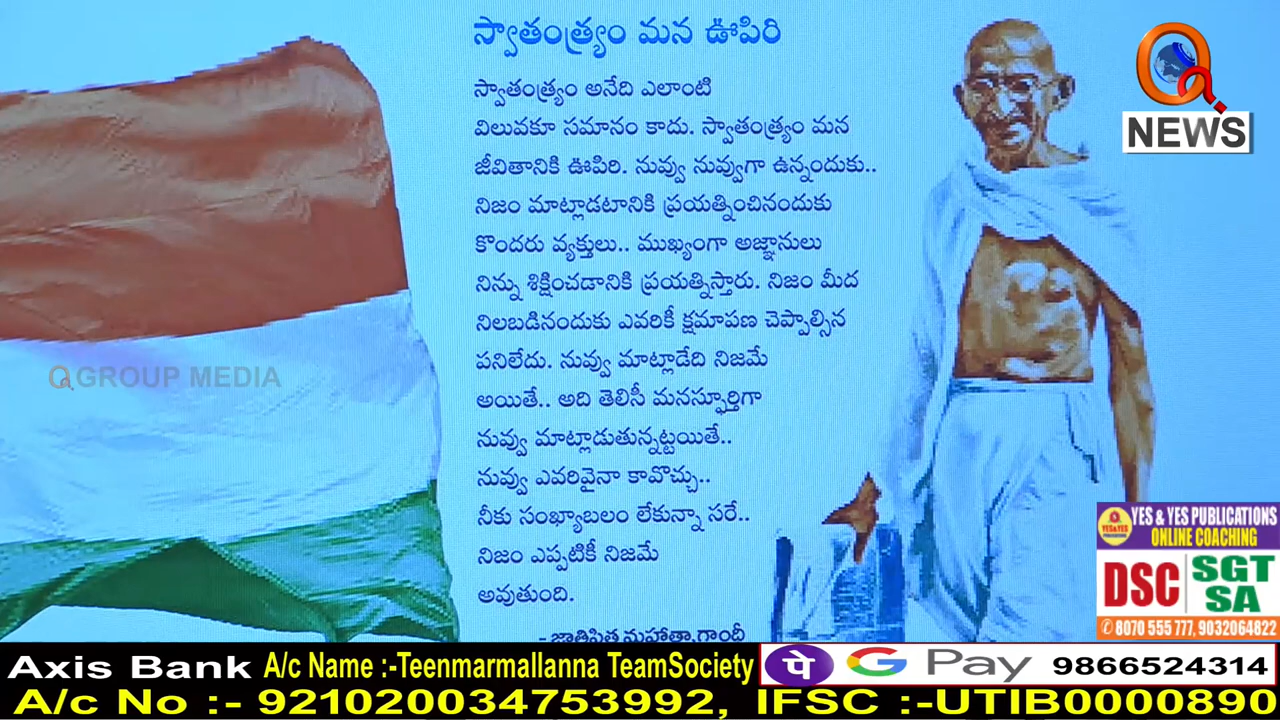 స్వాతంత్ర్యం మన ఊపిరి
స్వాతంత్ర్యం అనేది ఎలాంటి
విలువకూ సమానం కాదు. స్వాతంత్ర్యం మన
జీవితానికి ఊపిరి. నువ్వు నువ్వుగా ఉన్నందుకు..
నిజం మాట్లాడటానికి ప్రయత్నించినందుకు
కొందరు వ్యక్తులు.. ముఖ్యంగా అజ్ఞానులు
నిన్ను శిక్షించడానికి ప్రయత్నిస్తారు. నిజం మీద
నిలబడినందుకు ఎవరికీ క్షమాపణ చెప్పాల్సిన
పనిలేదు. నువ్వు మాట్లాడేది నిజమే
అయితే.. అది తెలిసీ మనస్ఫూర్తిగా
నువ్వు మాట్లాడుతున్నట్టయితే..
నువ్వు ఎవరివైనా కావొచ్చు..
నీకు సంఖ్యాబలం లేకున్నా సరే..
నిజం ఎప్పటికీ నిజమే
అవుతుంది.
- జాతిపిత మహాత్మా గాంధీ
Q NEWS
Q GROUP MEDIA
YES & YES PUBLICATIONS
ONLINE COACHING
DSC SGT SA
8070 555 777, 9032064822
Axis Bank A/c Name :-Teenmarmallanna TeamSociety
G Pay 9866524314
A/c No :- 921020034753992, IFSC :-UTIB0000890